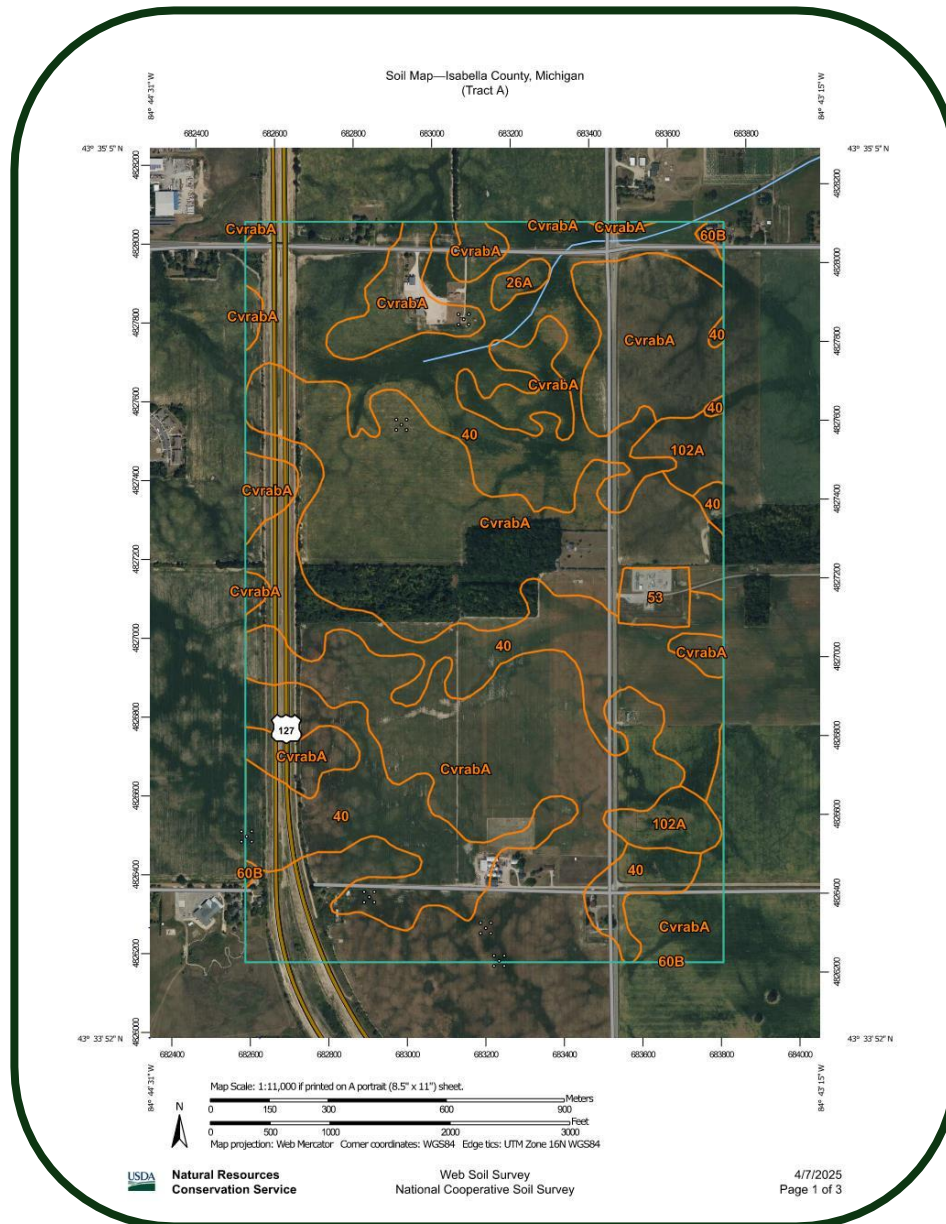 Soil Map—Isabella County, Michigan
(Tract A)
84° 44' 31" W
84° 43' 15" W
682400 682600 682800 683000 683200 683400 683600 683800
43° 35' 5" N
43° 35' 5" N
4828200
4828000
4827800
4827600
4827400
4827200
4827000
4826800
4826600
4826400
4826200
4826000
4828200
4828000
4827800
4827600
4827400
4827200
4827000
4826800
4826600
4826400
4826200
CvrabA
CvrabA
CvrabA
60B
CvrabA
26A
CvrabA
CvrabA
CvrabA
40
CvrabA
40
40
102A
CvrabA
40
CvrabA
CvrabA
53
40
CvrabA
127
CvrabA
CvrabA
40
102A
60B
40
CvrabA
60B
43° 33' 52" N
43° 33' 52" N
682400 682600 682800 683000 683200 683400 683600 683800 684000
84° 44' 31" W
84° 43' 15" W
N
Map Scale: 1:11,000 if printed on A portrait (8.5" x 11") sheet.
Meters
0 150 300 600 900
Feet
0 500 1000 2000 3000
Map projection: Web Mercator Corner coordinates: WGS84 Edge tics: UTM Zone 16N WGS84
USDA
Natural Resources
Conservation Service
Web Soil Survey
National Cooperative Soil Survey
4/7/2025
Page 1 of 3